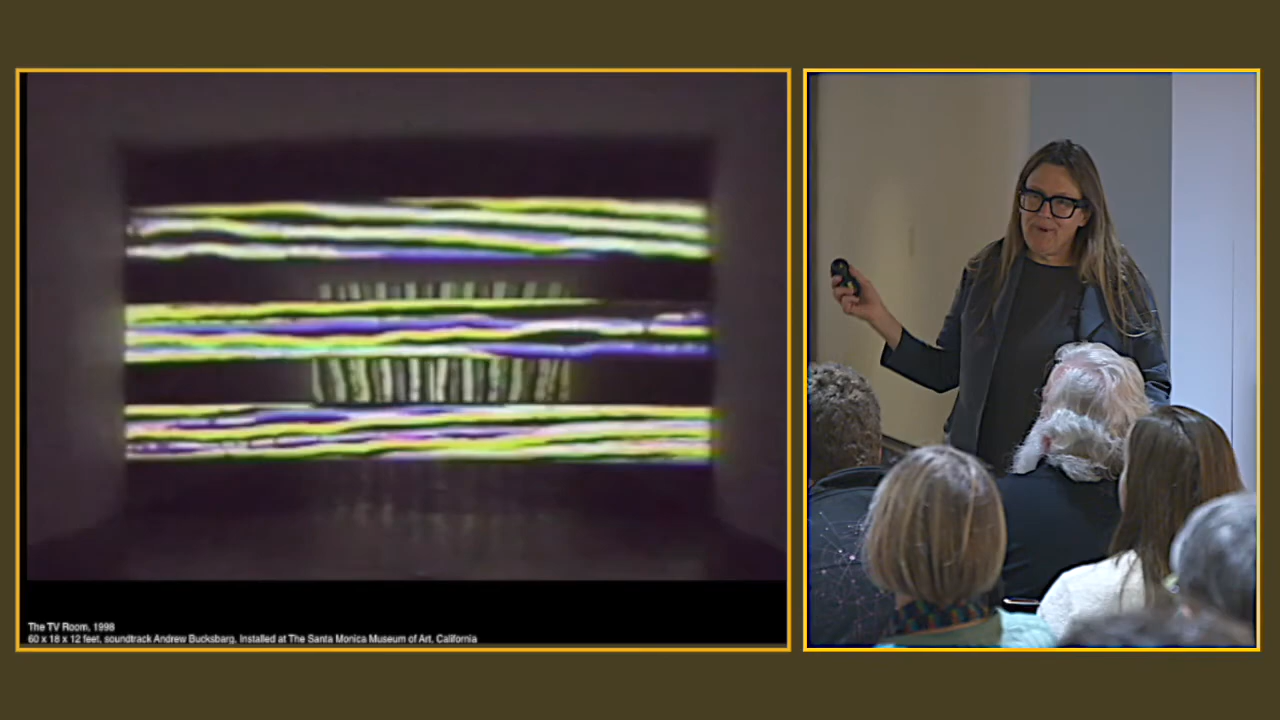 The TV Room, 1998
60 x 18 x 12 feet, soundtrack Andrew Bucksbarg, Installed at The Santa Monica Museum of Art, California